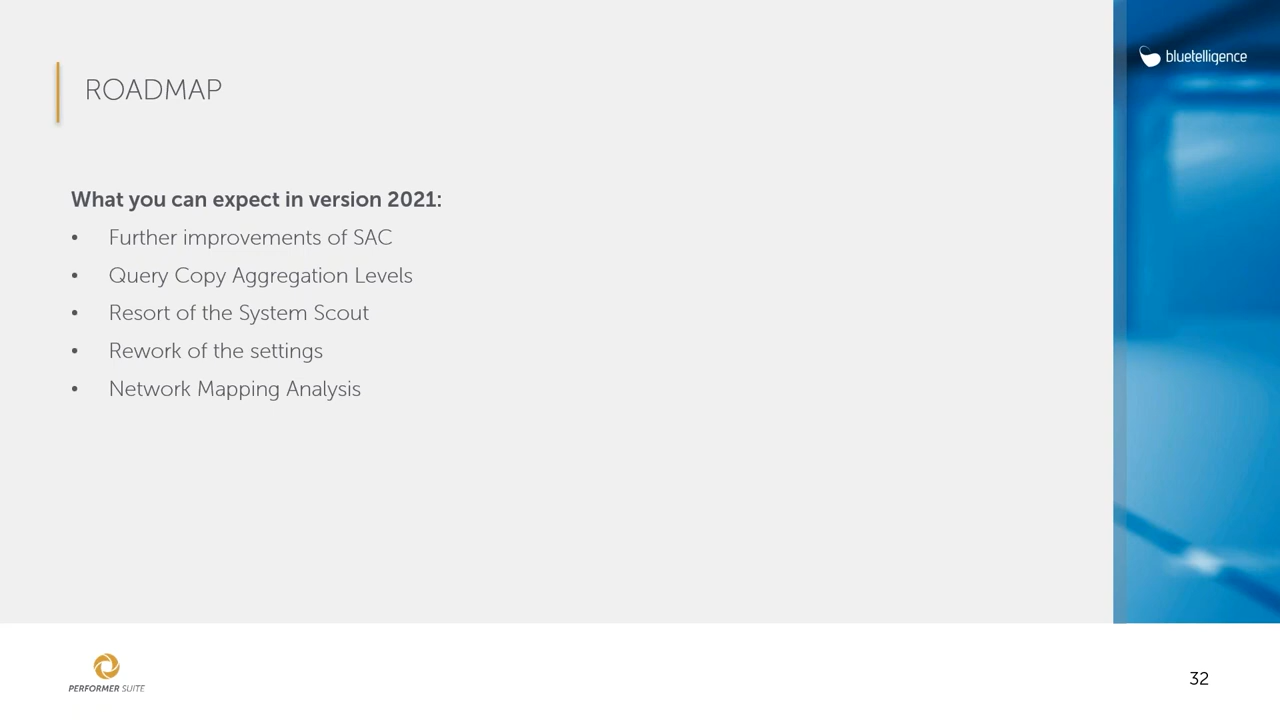 bluetelligence
ROADMAP
What you can expect in version 2021:
• Further improvements of SAC
• Query Copy Aggregation Levels
• Resort of the System Scout
• Rework of the settings
• Network Mapping Analysis
PERFORMER SUITE
32